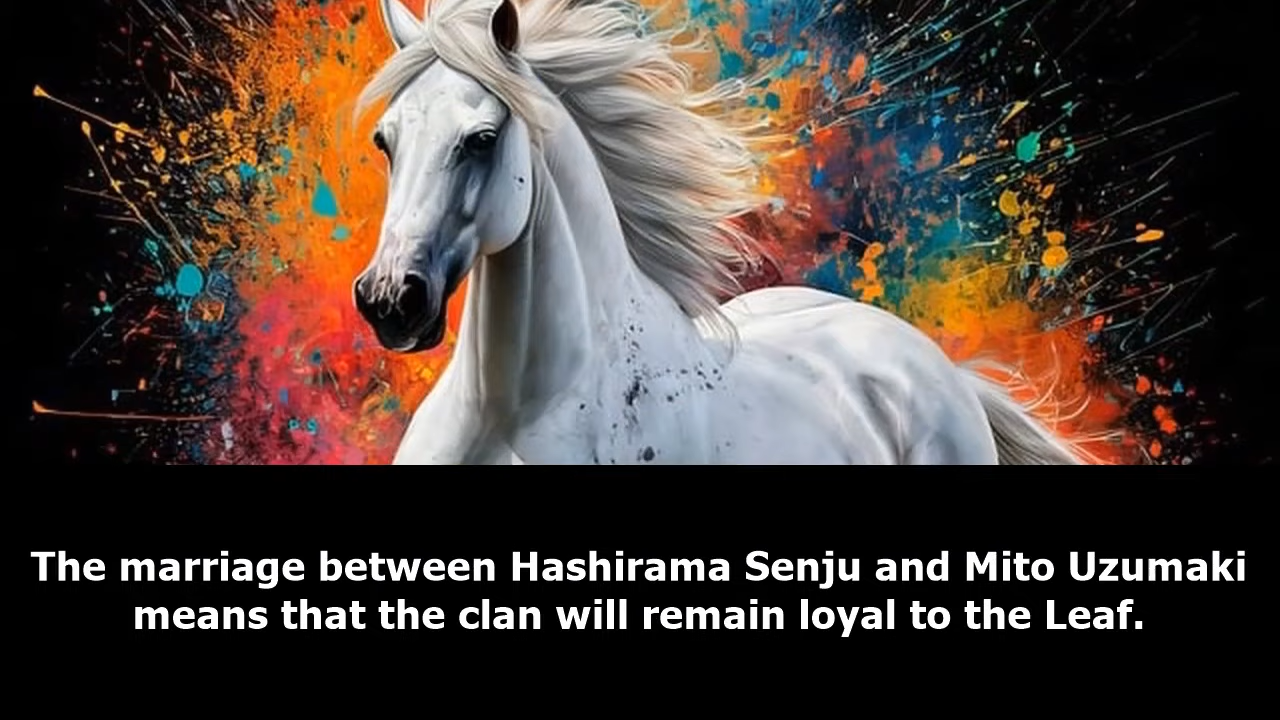 The marriage between Hashirama Senju and Mito Uzumaki
means that the clan will remain loyal to the Leaf.